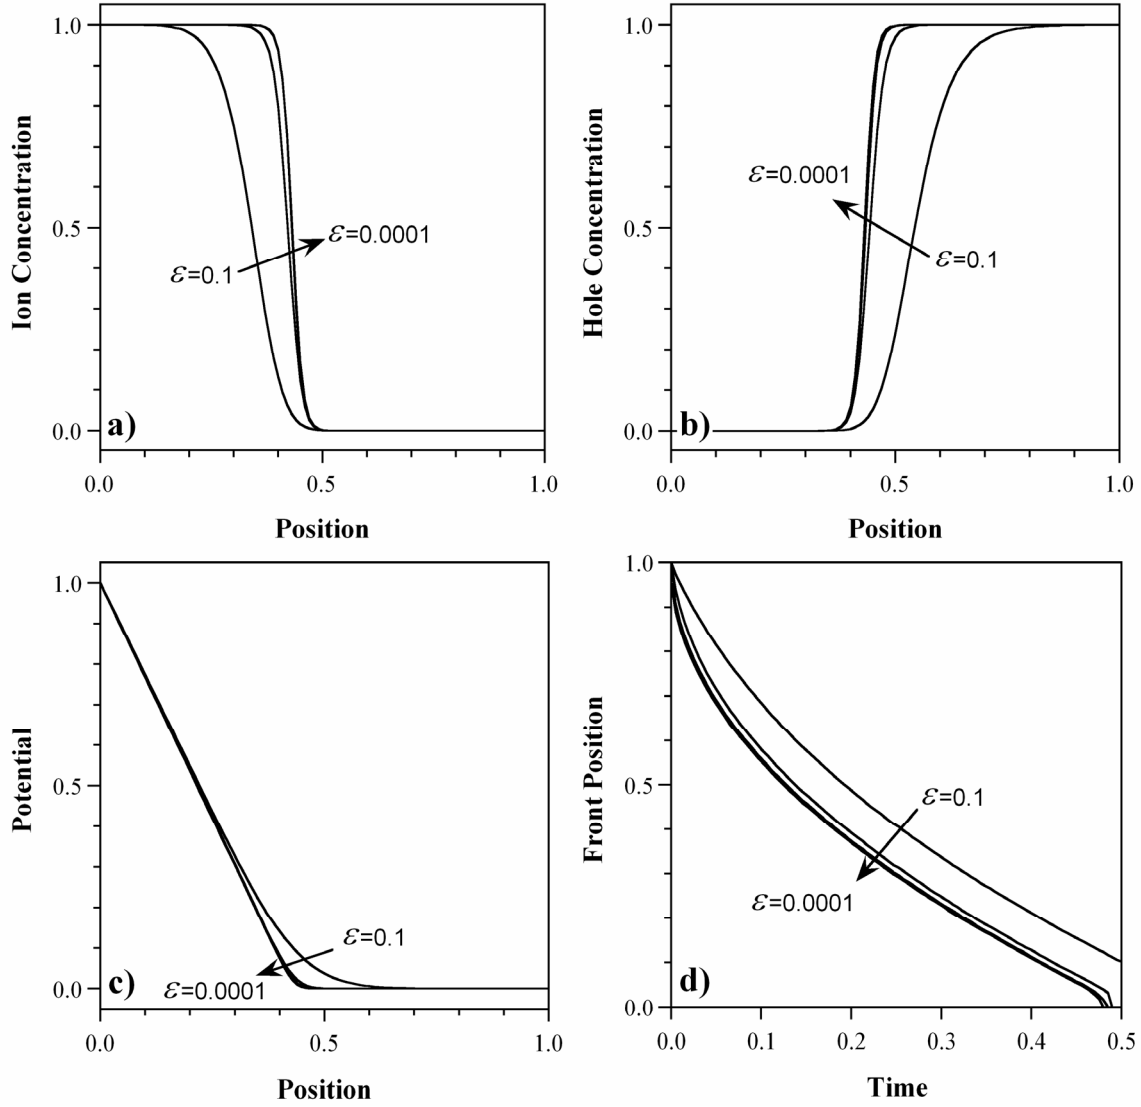 1.0
0.5
0.0
Ion Concentration
ε=0.0001
ε=0.1
a)
0.0
0.5
1.0
Position
1.0
0.5
0.0
Hole Concentration
ε=0.0001
ε=0.1
b)
0.0
0.5
1.0
Position
1.0
0.5
0.0
Potential
ε=0.1
ε=0.0001
c)
0.0
0.5
1.0
Position
1.0
0.5
0.0
Front Position
ε=0.1
ε=0.0001
d)
0.0
0.1
0.2
0.3
0.4
0.5
Time